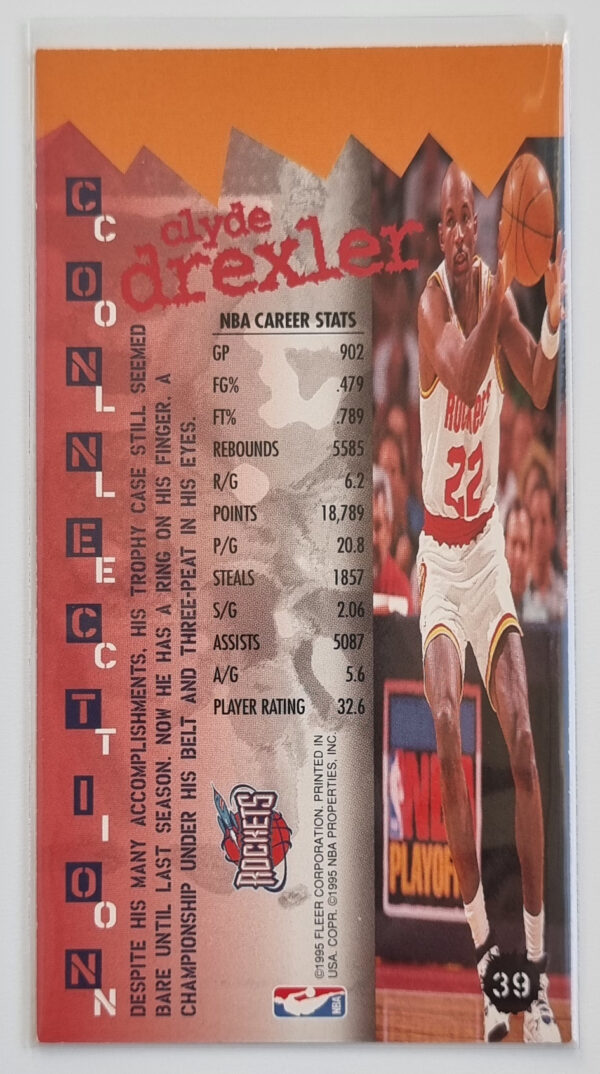 CONNECTION
COLLECTION
clyde
drexler
DESPITE HIS MANY ACCOMPLISHMENTS, HIS TROPHY CASE STILL SEEMED
BARE UNTIL LAST SEASON. NOW HE HAS A RING ON HIS FINGER, A
CHAMPIONSHIP UNDER HIS BELT AND THREE-PEAT IN HIS EYES.
NBA CAREER STATS
GP 902
FG% .479
FT% .789
REBOUNDS 5585
R/G 6.2
POINTS 18,789
P/G 20.8
STEALS 1857
S/G 2.06
ASSISTS 5087
A/G 5.6
PLAYER RATING 32.6
ROCKETS
©1995 FLEER CORPORATION. PRINTED IN
USA. COPR. ©1995 NBA PROPERTIES, INC.
NBA
ROCKETS
22
NBA
PLAYOF
39